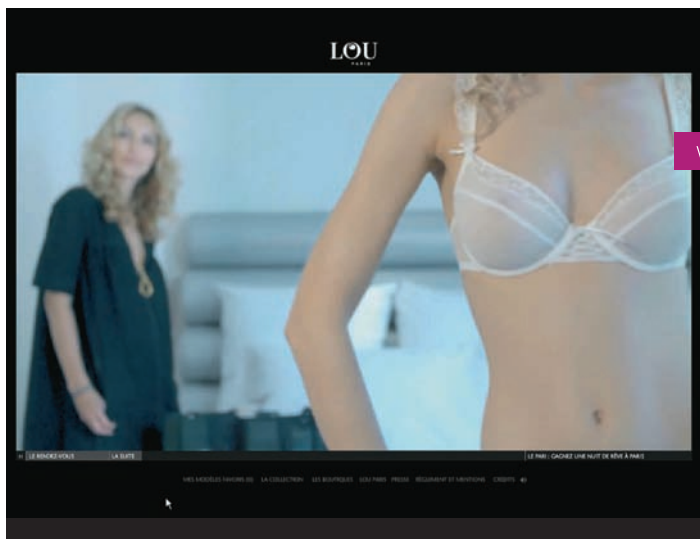 LOU
PARIS
LE RENDEZ-VOUS LA SUITE
LE PARI : GAGNEZ UNE NUIT DE RÊVE À PARIS
MES MODÈLES FAVORIS (0) LA COLLECTION LES BOUTIQUES LOU PARIS PRESSE RÈGLEMENT ET MENTIONS CRÉDITS